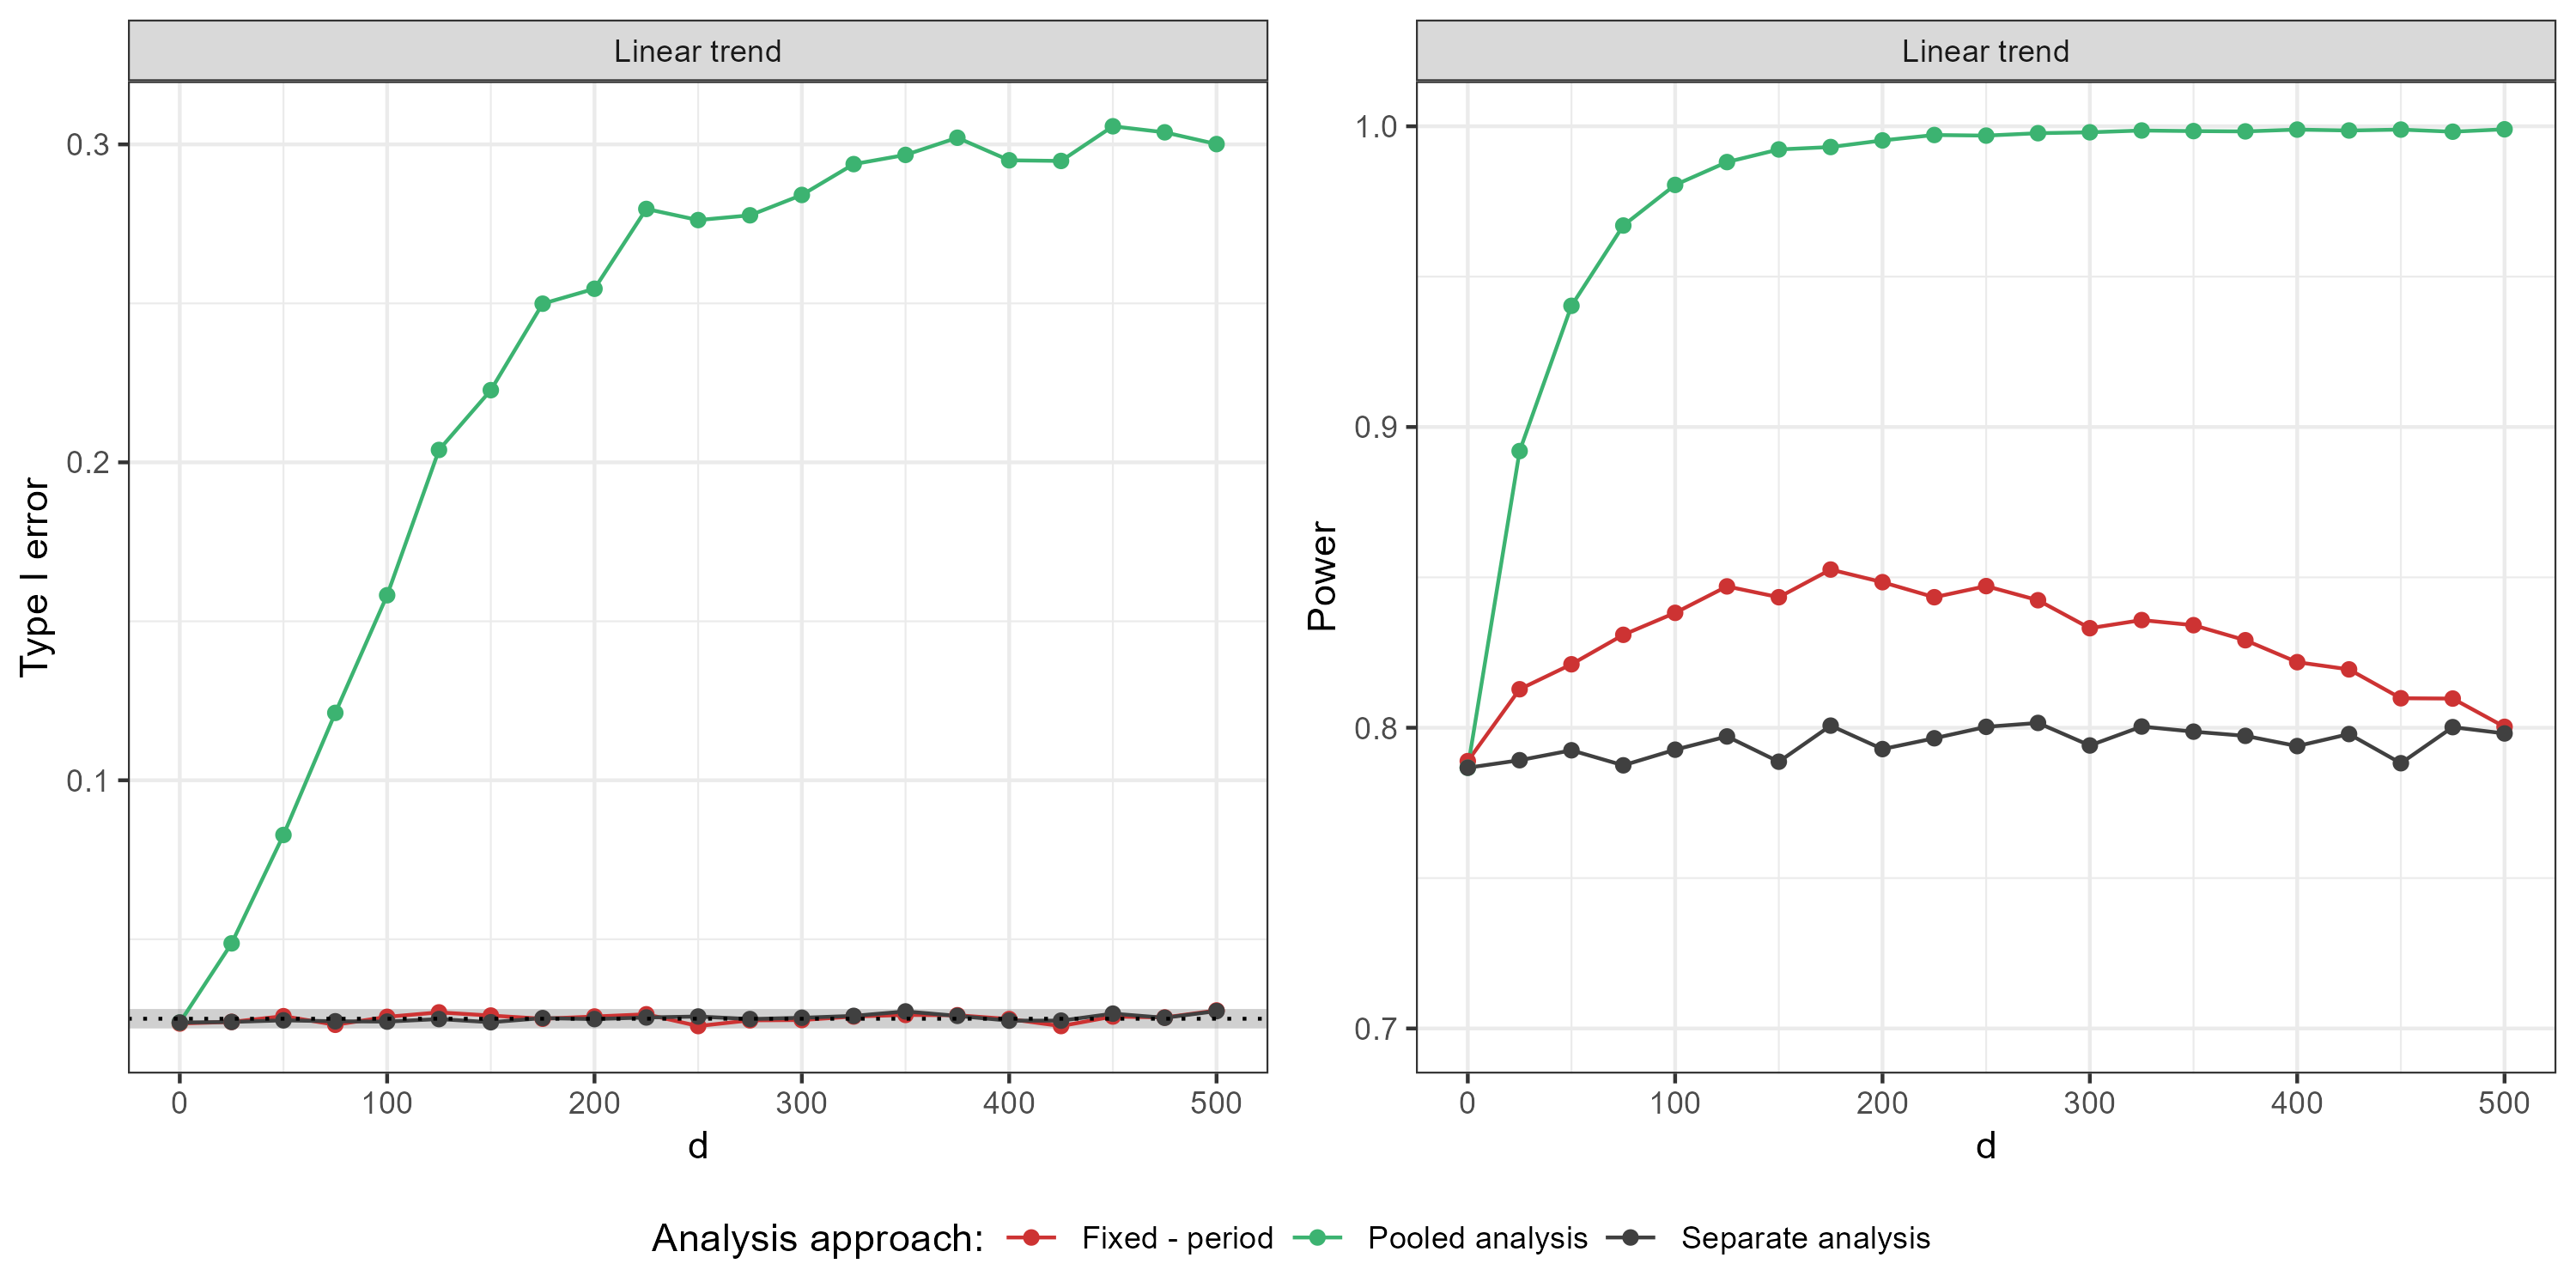 Linear trend
Linear trend
Type I error
0.3
0.2
0.1
0 100 200 300 400 500
d
Power
1.0
0.9
0.8
0.7
0 100 200 300 400 500
d
Analysis approach: Fixed - period Pooled analysis Separate analysis